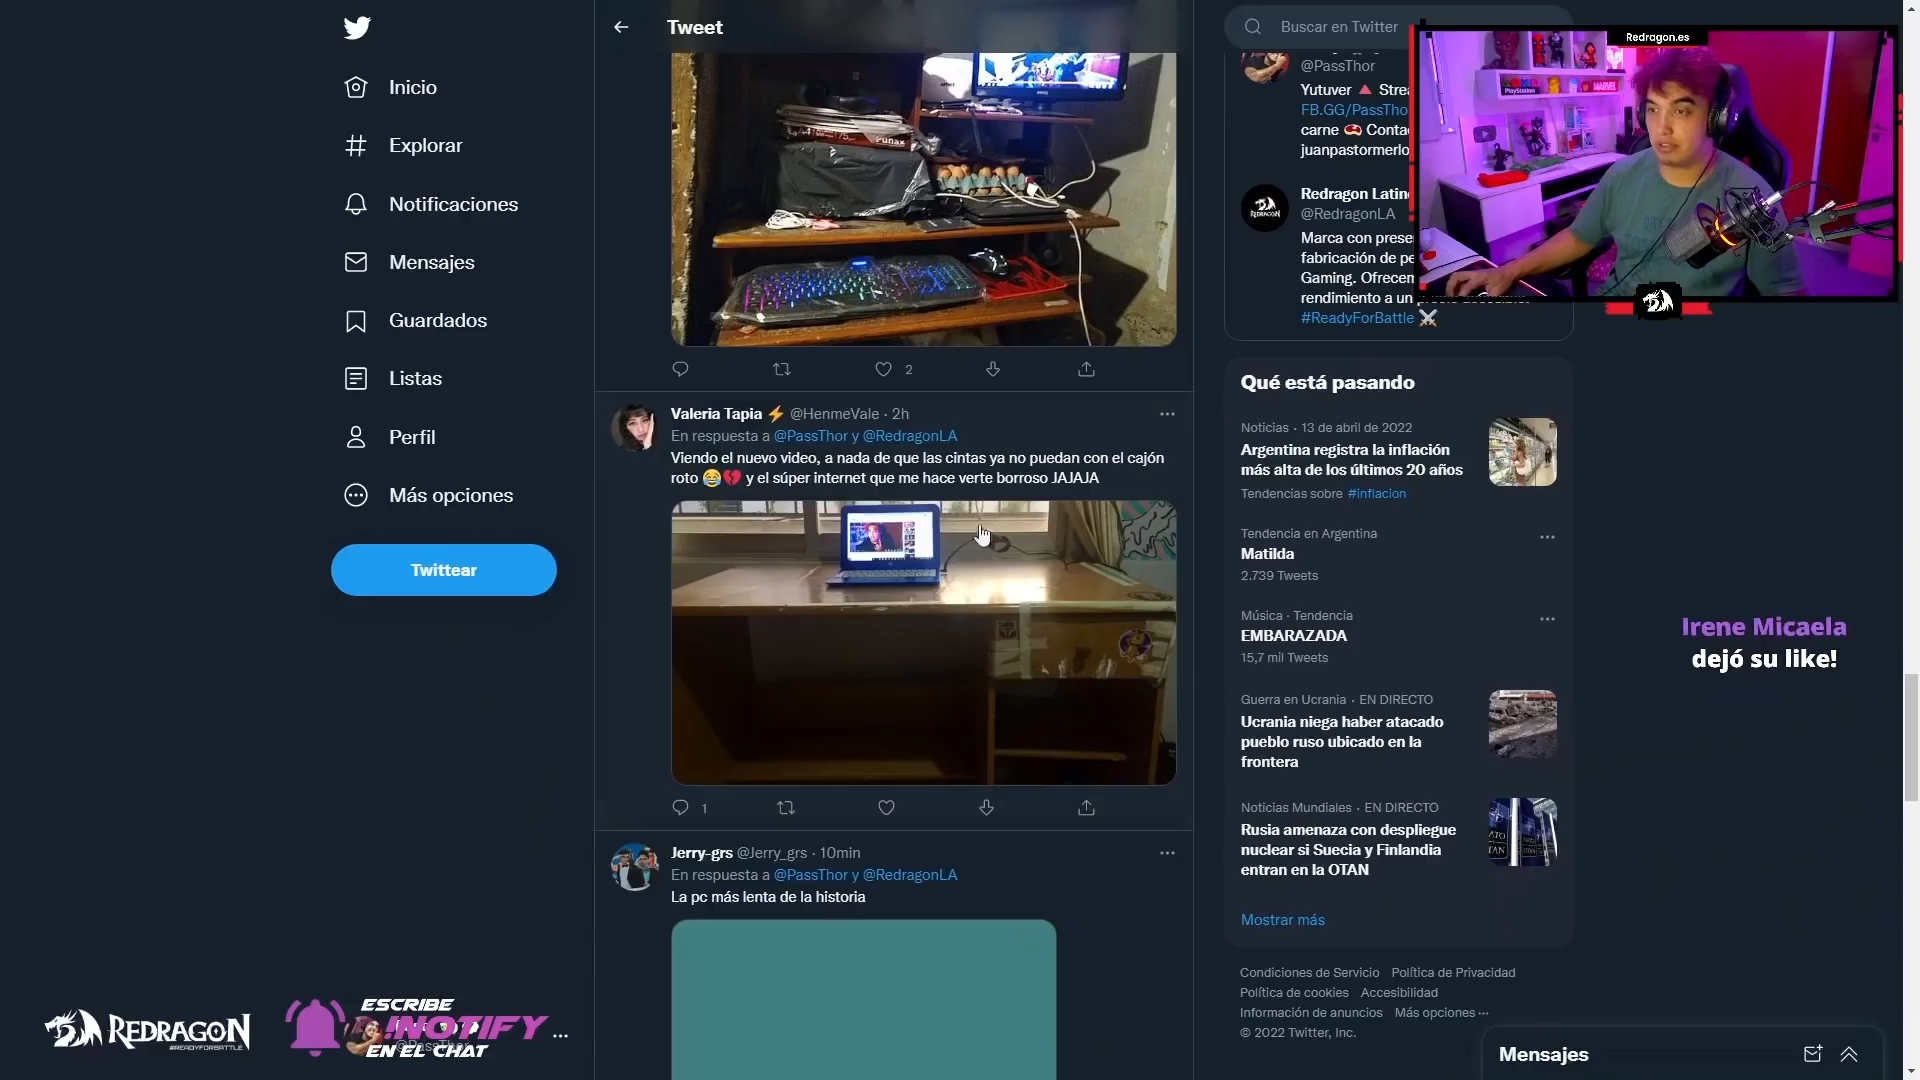 Inicio
Explorar
Notificaciones
Mensajes
Guardados
Listas
Perfil
Más opciones
Twittear
REDRAGON
#READYFORBATTLE
ESCRIBE
!NOTIFY
EN EL CHAT
Tweet
Punax
2
Valeria Tapia ⚡ @HenmeVale · 2h
En respuesta a @PassThor y @RedragonLA
Viendo el nuevo video, a nada de que las cintas ya no puedan con el cajón
roto 😂💔 y el súper internet que me hace verte borroso JAJAJA
1
Jerry-grs @Jerry_grs · 10min
En respuesta a @PassThor y @RedragonLA
La pc más lenta de la historia
Buscar en Twitter
@PassThor
Yutuver 🔺 Strea
FB.GG/PassTho
carne 🥩 Conta
juanpastormerlo
Redragon Latin
@RedragonLA
Marca con prese
fabricación de pe
Gaming. Ofrecem
rendimiento a un
#ReadyForBattle ⚔
Redragon.es
PlayStation
MARVEL
REDRAGON
Qué está pasando
Noticias · 13 de abril de 2022
Argentina registra la inflación
más alta de los últimos 20 años
Tendencias sobre #inflacion
Tendencia en Argentina
Matilda
2.739 Tweets
Música · Tendencia
EMBARAZADA
15,7 mil Tweets
Guerra en Ucrania · EN DIRECTO
Ucrania niega haber atacado
pueblo ruso ubicado en la
frontera
Noticias Mundiales · EN DIRECTO
Rusia amenaza con despliegue
nuclear si Suecia y Finlandia
entran en la OTAN
Mostrar más
Condiciones de Servicio Política de Privacidad
Política de cookies Accesibilidad
Información de anuncios Más opciones ···
© 2022 Twitter, Inc.
Irene Micaela
dejó su like!
Mensajes